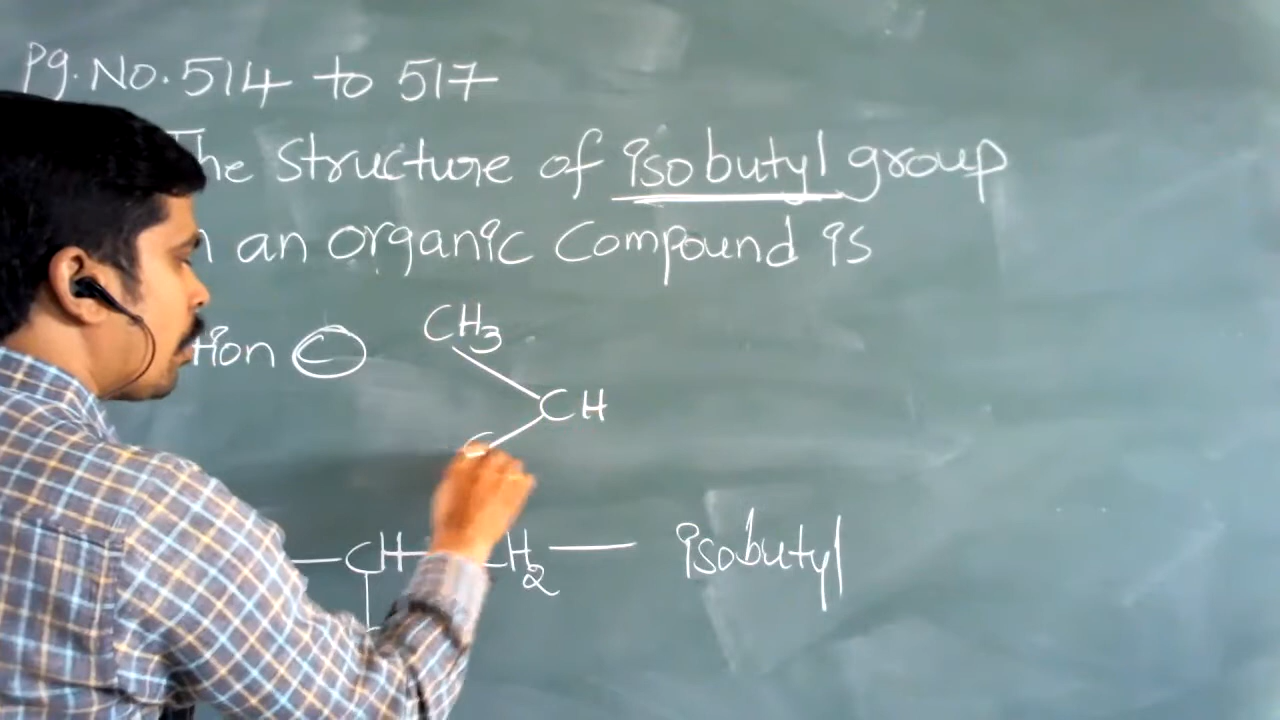 Pg. No. 514 to 517
The structure of isobutyl group
an organic compound is
C
CH3
CH
C
CH H2 isobutyl